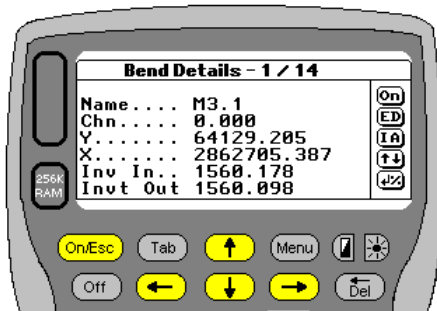 Bend Details - 1 / 14
Name.... M3.1
Chn..... 0.000
Y....... 64129.205
X....... 2862705.387
Inv In.. 1560.178
Invt Out 1560.098
On
ED
IA
256K
RAM
On/Esc Tab Menu
Off Del